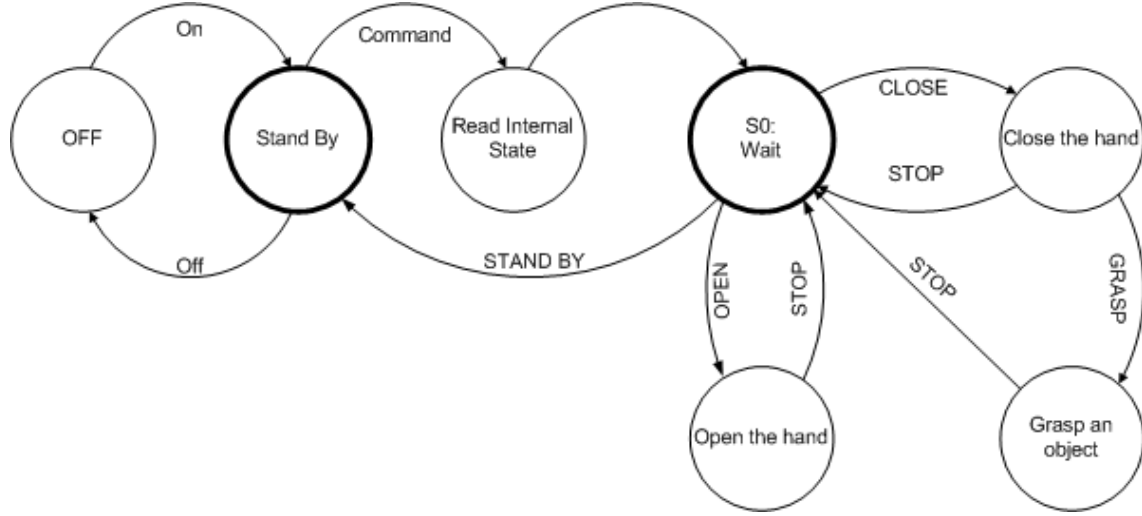 On
Command
CLOSE
OFF
Stand By
Read Internal
State
S0:
Wait
Close the hand
STOP
Off
STAND BY
OPEN
STOP
STOP
GRASP
Open the hand
Grasp an
object